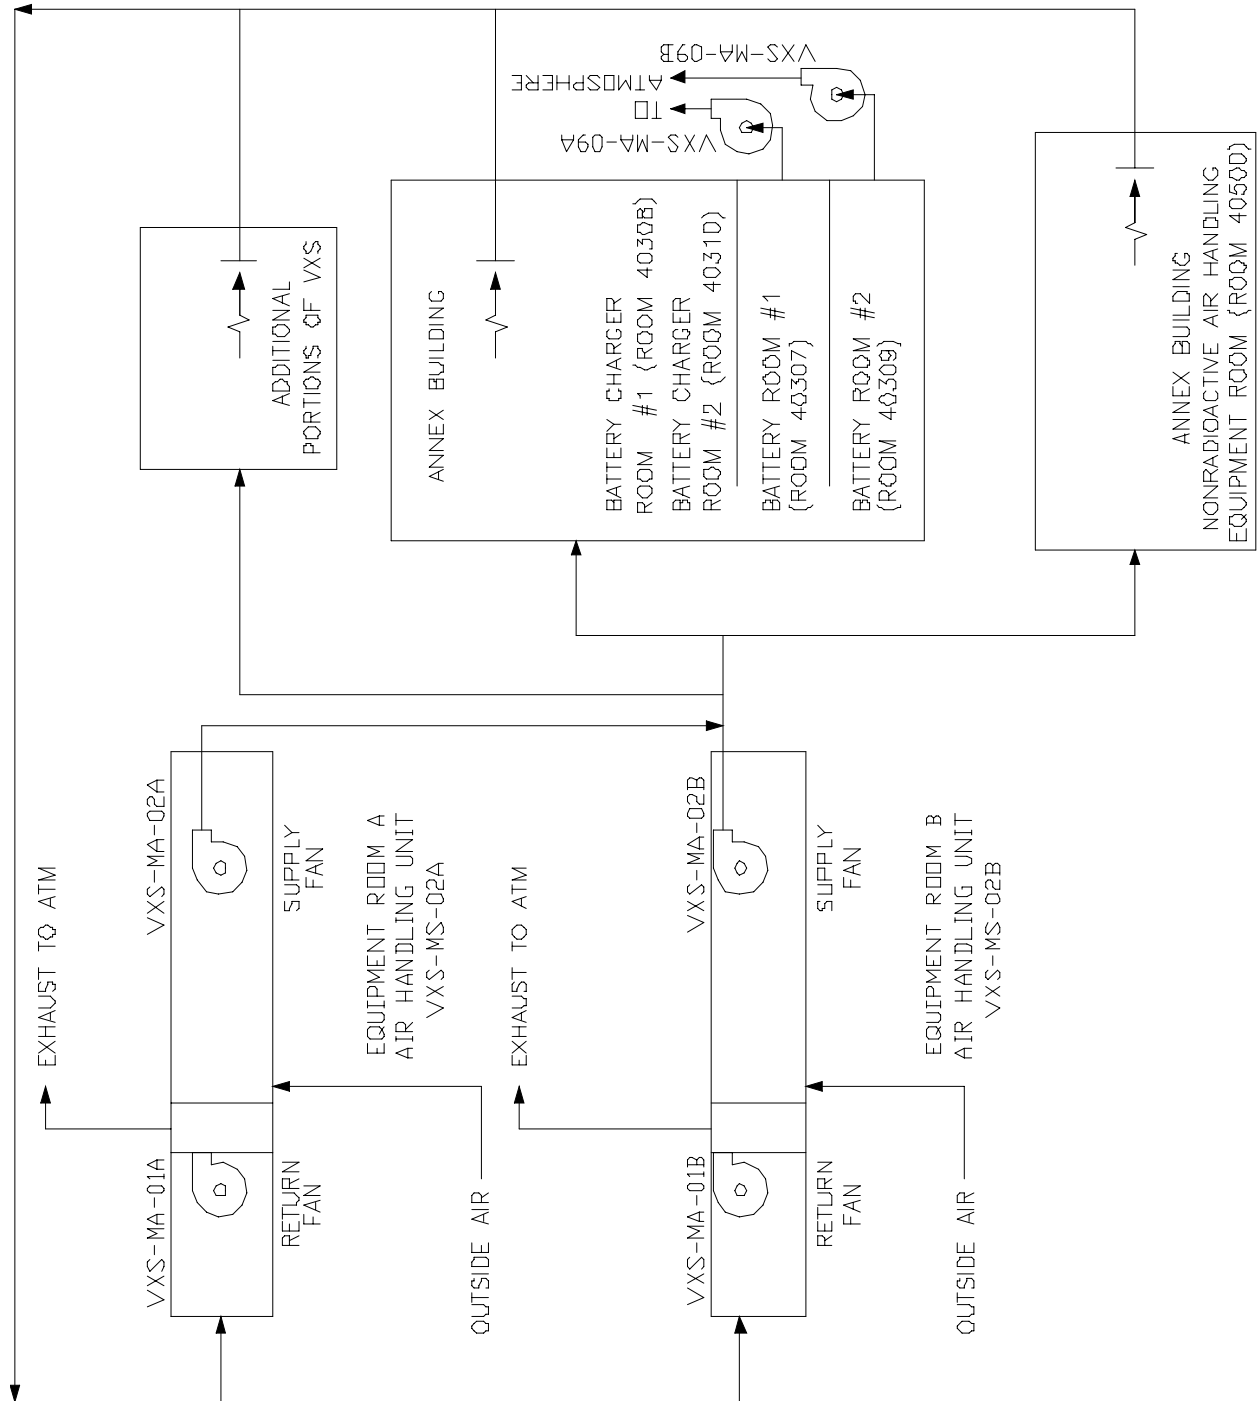 EXHAUST TO ATM
VXS-MA-01A
VXS-MA-02A
RETURN
FAN
SUPPLY
FAN
EQUIPMENT ROOM A
AIR HANDLING UNIT
VXS-MS-02A
OUTSIDE AIR
EXHAUST TO ATM
VXS-MA-01B
VXS-MA-02B
RETURN
FAN
SUPPLY
FAN
EQUIPMENT ROOM B
AIR HANDLING UNIT
VXS-MS-02B
OUTSIDE AIR
ADDITIONAL
PORTIONS OF VXS
ANNEX BUILDING
BATTERY CHARGER
ROOM #1 (ROOM 40308)
BATTERY CHARGER
ROOM #2 (ROOM 40310)
BATTERY ROOM #1
(ROOM 40307)
BATTERY ROOM #2
(ROOM 40309)
VXS-MA-09A
TO
ATMOSPHERE
VXS-MA-09B
ANNEX BUILDING
NONRADIOACTIVE AIR HANDLING
EQUIPMENT ROOM (ROOM 40500)